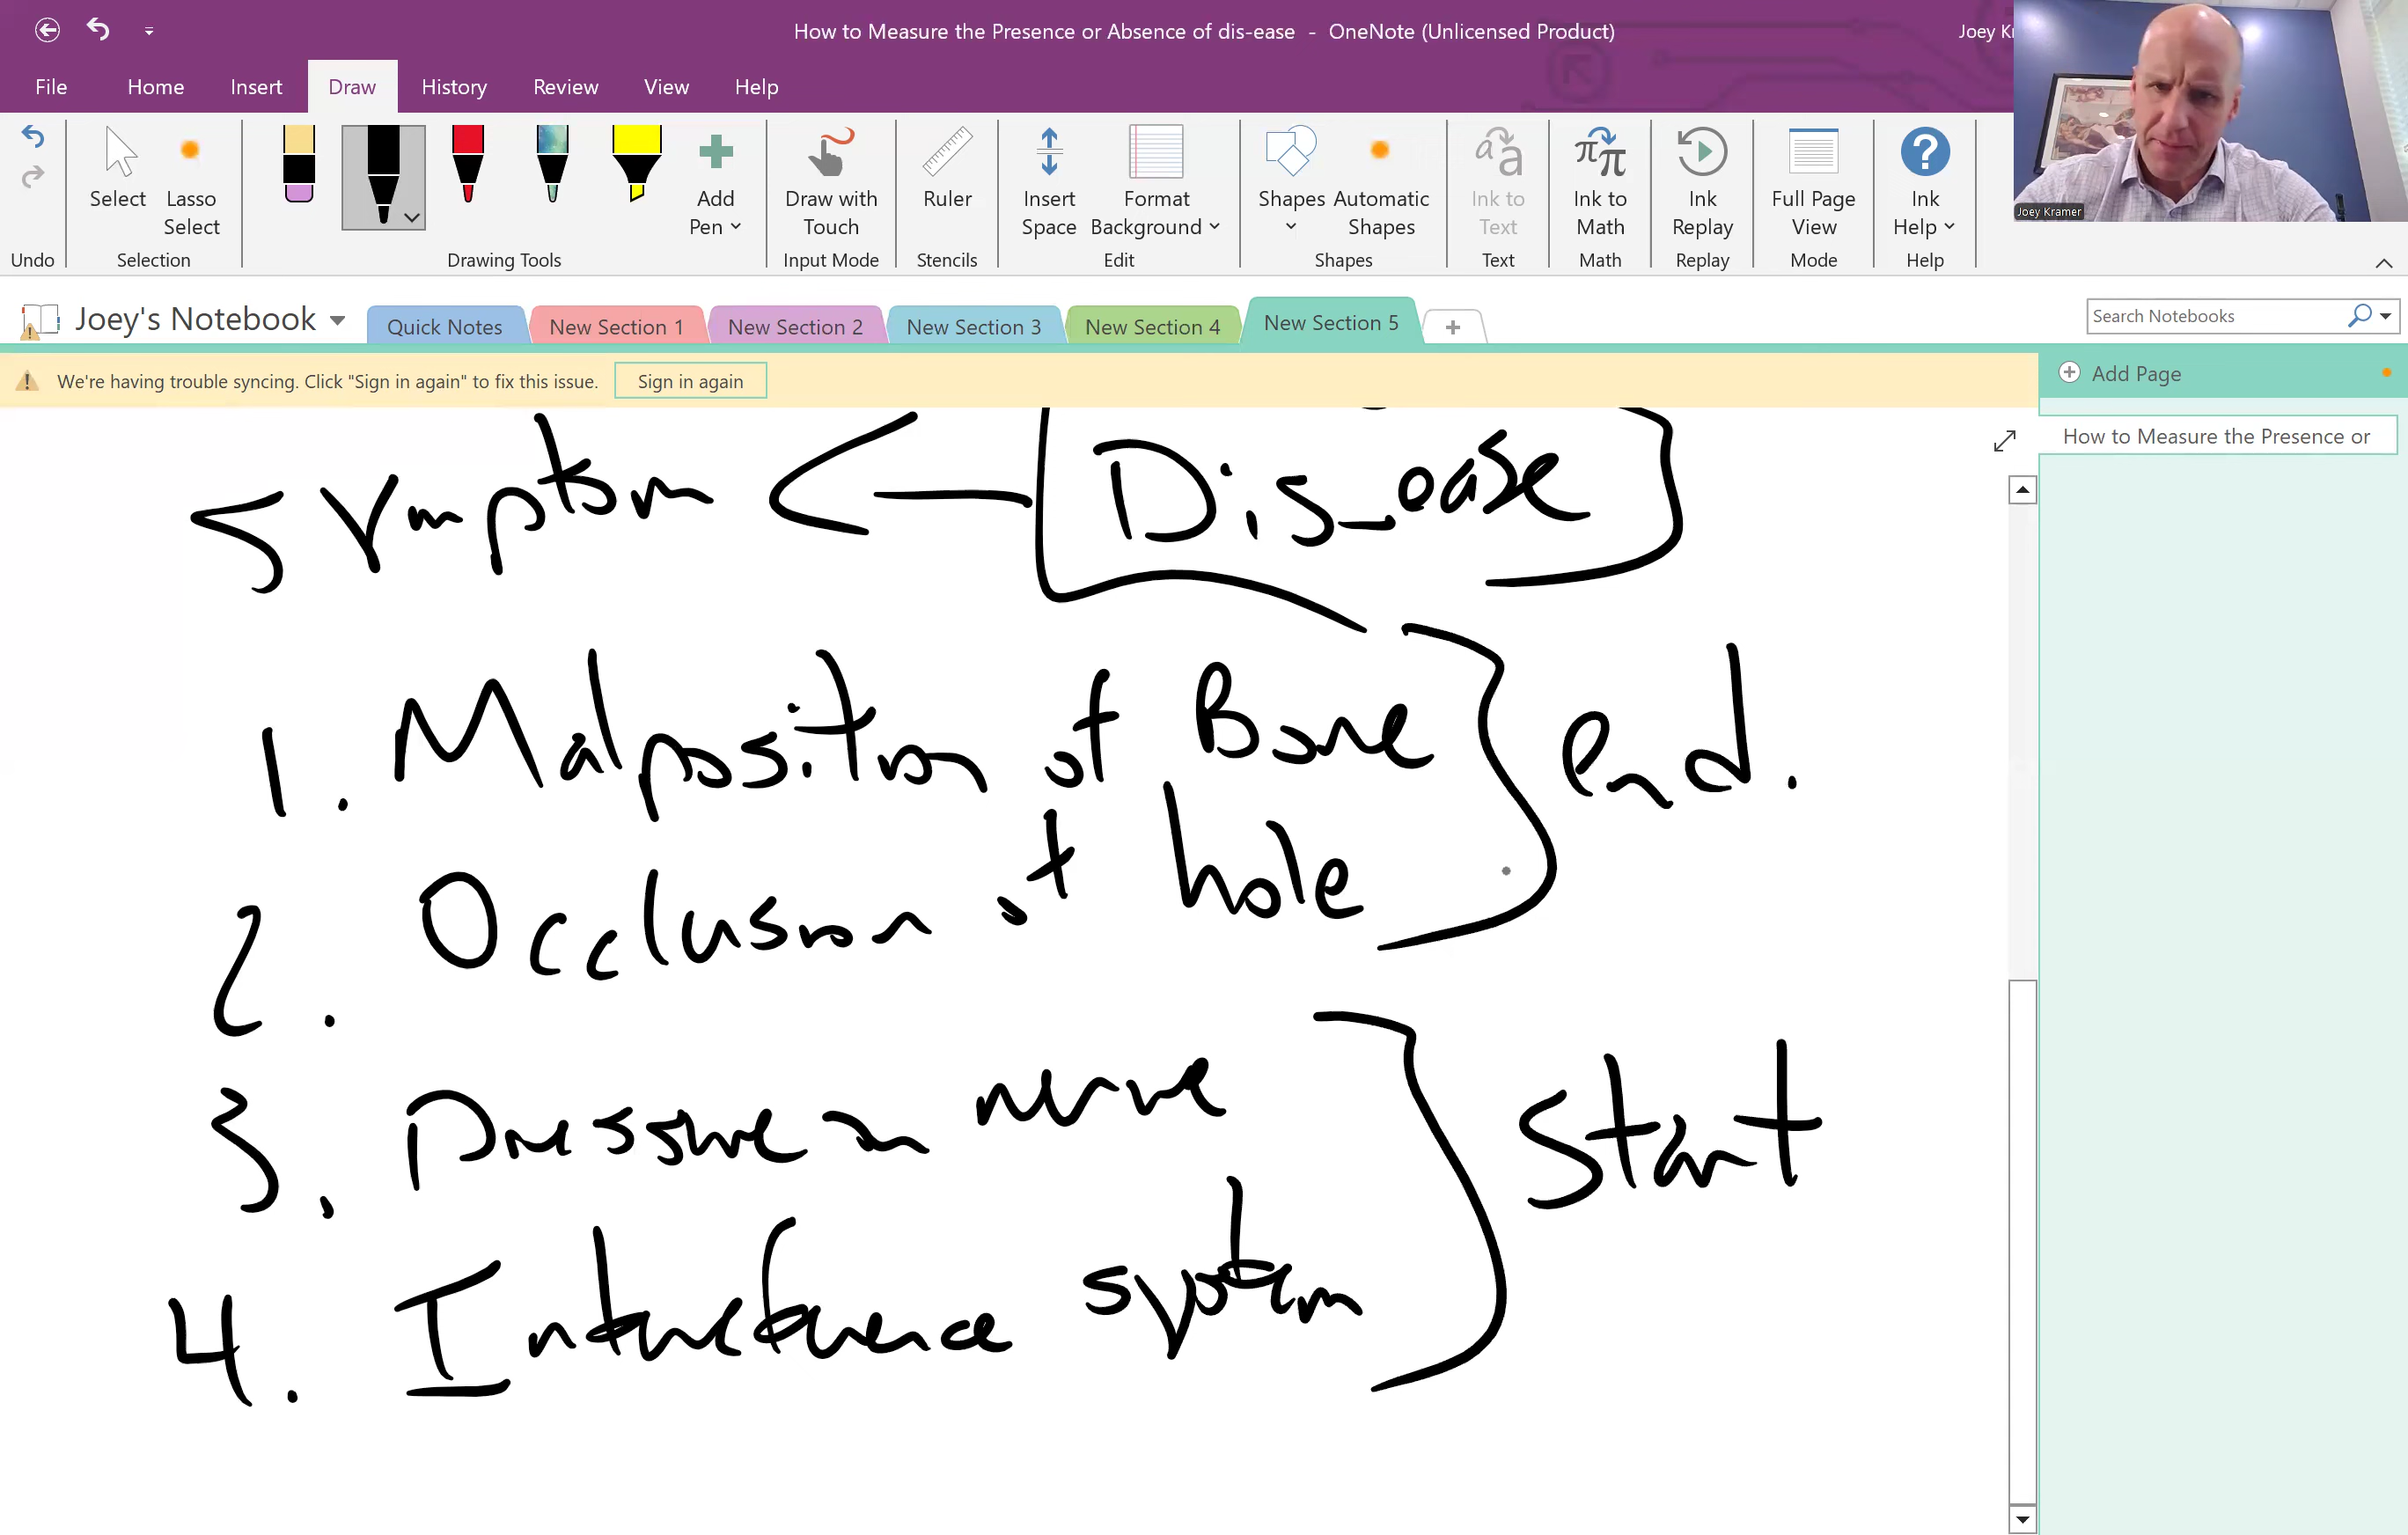 How to Measure the Presence or Absence of dis-ease - OneNote (Unlicensed Product)
Joey
File Home Insert Draw History Review View Help
Select
Lasso Select
Add Pen
Draw with Touch
Ruler
Insert Space
Format Background
Shapes
Automatic Shapes
Ink to Text
Ink to Math
Ink Replay
Full Page View
Ink Help
Joey Kramer
Undo Selection Drawing Tools Input Mode Stencils Edit Shapes Text Math Replay Mode Help
Joey's Notebook Quick Notes New Section 1 New Section 2 New Section 3 New Section 4 New Section 5
Search Notebooks
We're having trouble syncing. Click "Sign in again" to fix this issue. Sign in again
Add Page
How to Measure the Presence or
Symptom Dis-ease
1. Malposition of Bone end.
2. Occlusion of hole
3. Pressure on nerve Start
4. Interference system